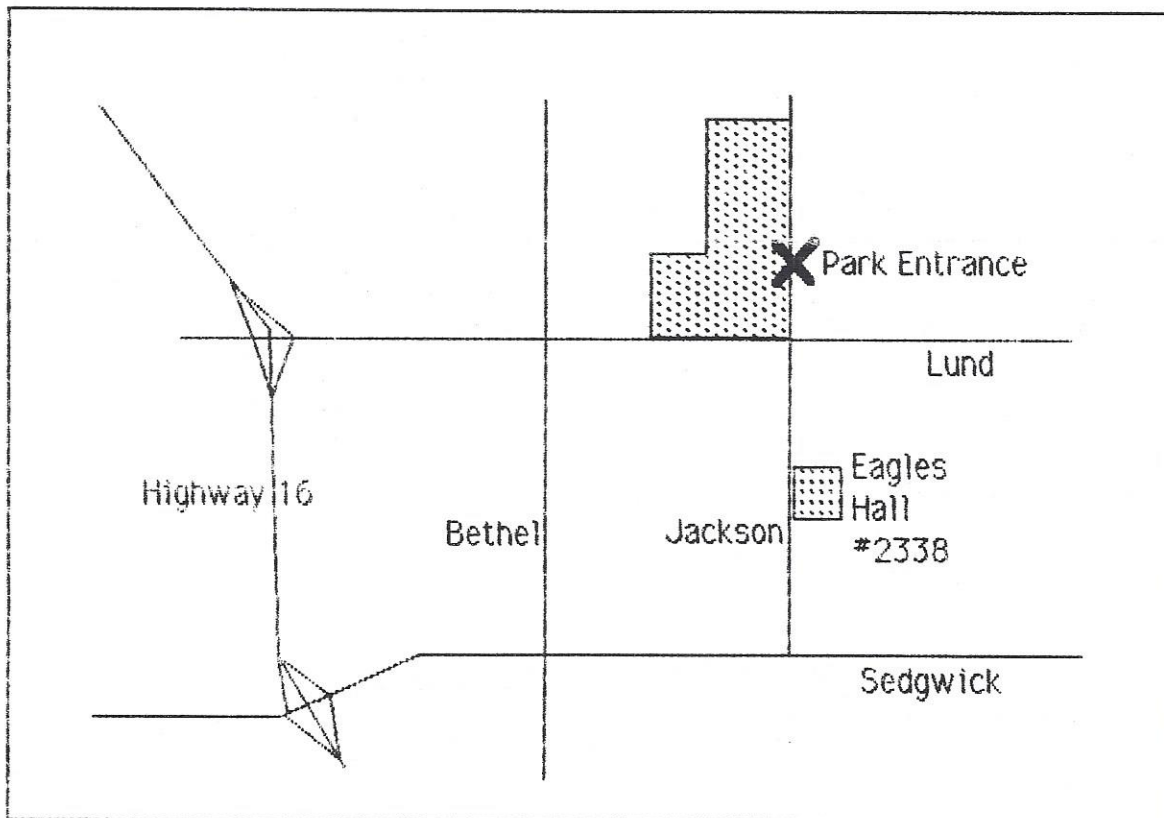 Park Entrance
Lund
Highway 16
Bethel
Jackson
Eagles
Hall
#2338
Sedgwick